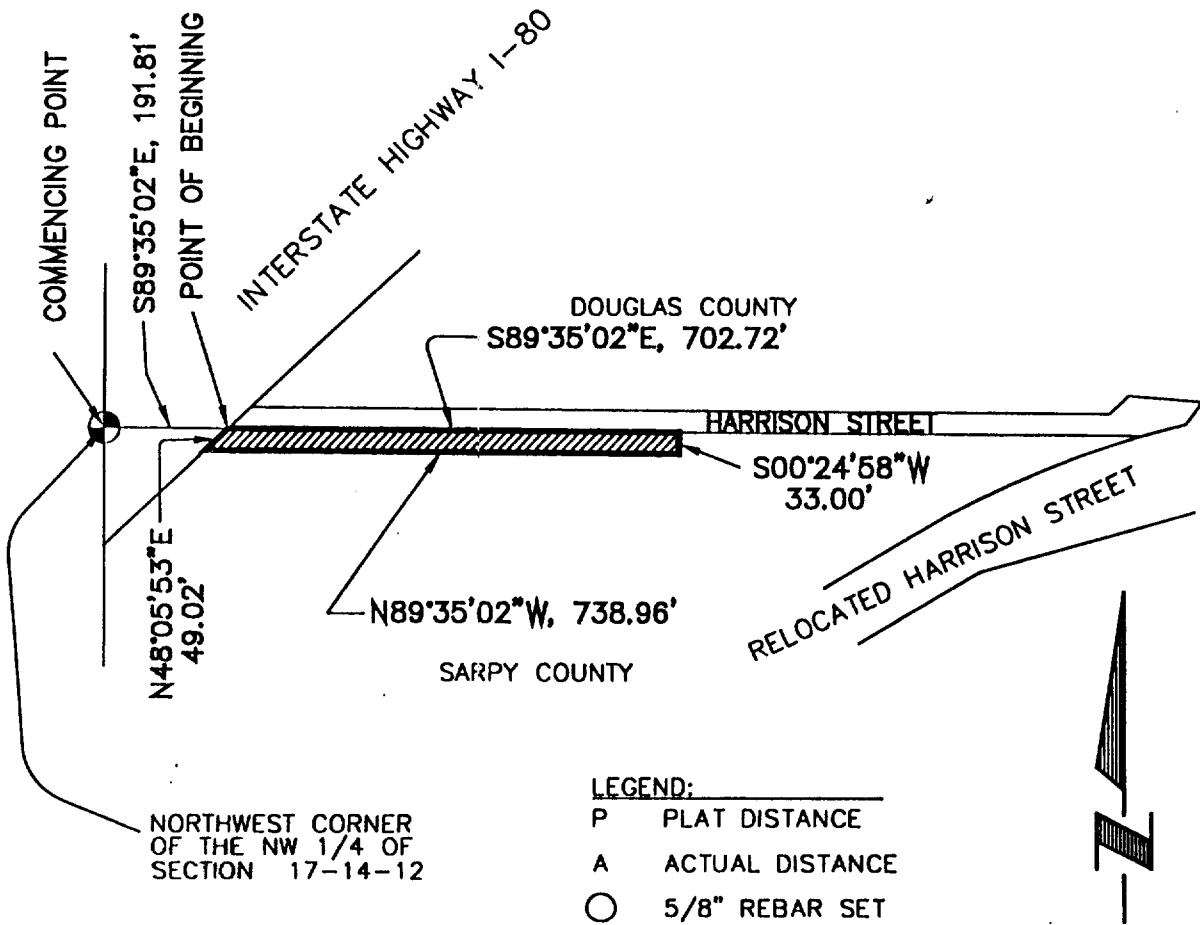 COMMENCING POINT
S89°35'02"E, 191.81'
POINT OF BEGINNING
INTERSTATE HIGHWAY I-80
DOUGLAS COUNTY
S89°35'02"E, 702.72'
HARRISON STREET
S00°24'58"W
33.00'
N48°05'53"E
49.02'
N89°35'02"W, 738.96'
SARPY COUNTY
RELOCATED HARRISON STREET
NORTHWEST CORNER
OF THE NW 1/4 OF
SECTION 17-14-12
LEGEND:
P PLAT DISTANCE
A ACTUAL DISTANCE
5/8" REBAR SET
N